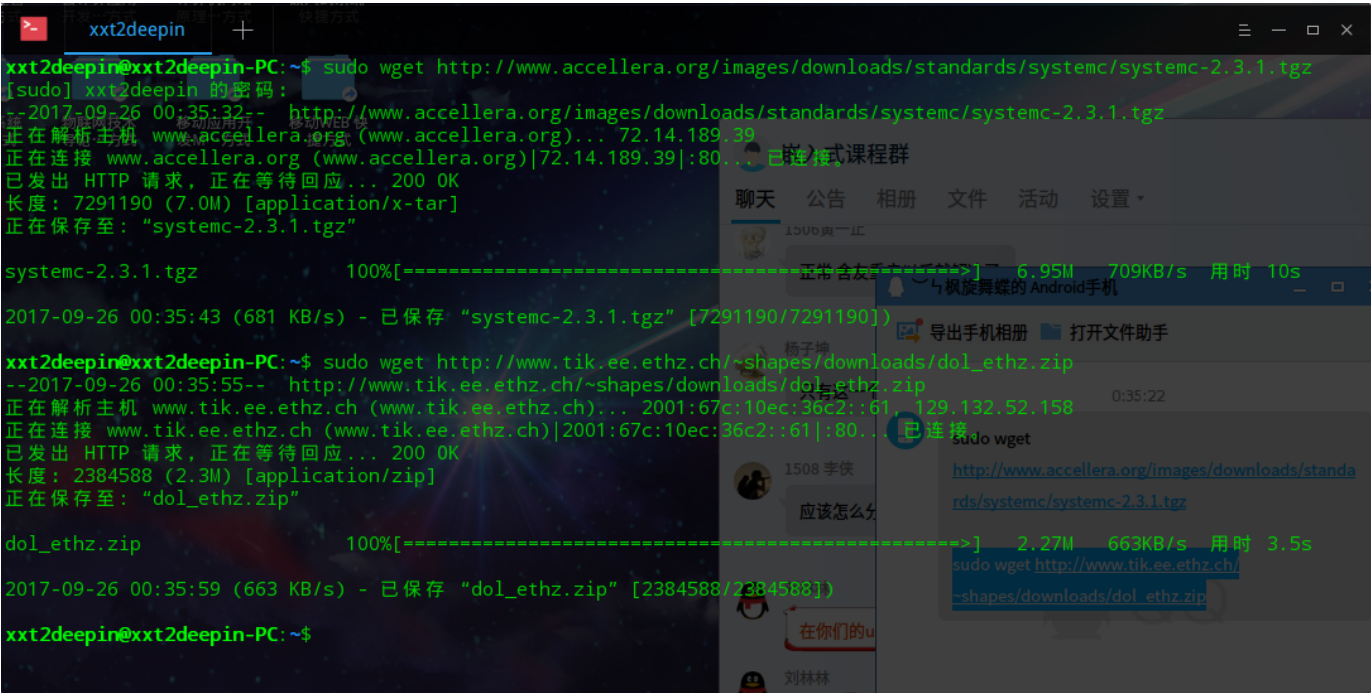 xxt2deepin
xxt2deepin@xxt2deepin-PC:~$ sudo wget http://www.accellera.org/images/downloads/standards/systemc/systemc-2.3.1.tgz
[sudo] xxt2deepin 的密码:
--2017-09-26 00:35:32-- http://www.accellera.org/images/downloads/standards/systemc/systemc-2.3.1.tgz
正在解析主机 www.accellera.org (www.accellera.org)... 72.14.189.39
正在连接 www.accellera.org (www.accellera.org)|72.14.189.39|:80... 已连接。
已发出 HTTP 请求，正在等待回应... 200 OK
长度: 7291190 (7.0M) [application/x-tar]
正在保存至: “systemc-2.3.1.tgz”
systemc-2.3.1.tgz 100%[=================================================>] 6.95M 709KB/s 用时 10s
2017-09-26 00:35:43 (681 KB/s) - 已保存 “systemc-2.3.1.tgz” [7291190/7291190])
xxt2deepin@xxt2deepin-PC:~$ sudo wget http://www.tik.ee.ethz.ch/~shapes/downloads/dol_ethz.zip
--2017-09-26 00:35:55-- http://www.tik.ee.ethz.ch/~shapes/downloads/dol_ethz.zip
正在解析主机 www.tik.ee.ethz.ch (www.tik.ee.ethz.ch)... 2001:67c:10ec:36c2::61, 129.132.52.158
正在连接 www.tik.ee.ethz.ch (www.tik.ee.ethz.ch)|2001:67c:10ec:36c2::61|:80... 已连接。
已发出 HTTP 请求，正在等待回应... 200 OK
长度: 2384588 (2.3M) [application/zip]
正在保存至: “dol_ethz.zip”
dol_ethz.zip 100%[=================================================>] 2.27M 663KB/s 用时 3.5s
2017-09-26 00:35:59 (663 KB/s) - 已保存 “dol_ethz.zip” [2384588/2384588])
xxt2deepin@xxt2deepin-PC:~$
嵌入式课程群
聊天 公告 相册 文件 活动 设置
1506黄一正
杨子坤
1508 李侠
应该怎么分
在你们的u
刘林林
枫旋舞蝶的 Android手机
导出手机相册 打开文件助手
0:35:22
sudo wget
http://www.accellera.org/images/downloads/standa
rds/systemc/systemc-2.3.1.tgz
sudo wget http://www.tik.ee.ethz.ch/
~shapes/downloads/dol_ethz.zip